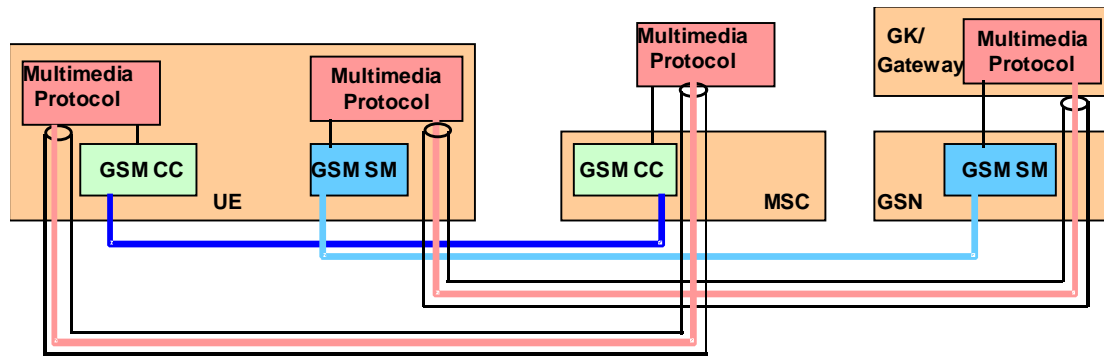 Multimedia
Protocol
GSM CC
Multimedia
Protocol
GSM SM
UE
Multimedia
Protocol
GSM CC
MSC
GK/
Gateway
Multimedia
Protocol
GSM SM
GSN